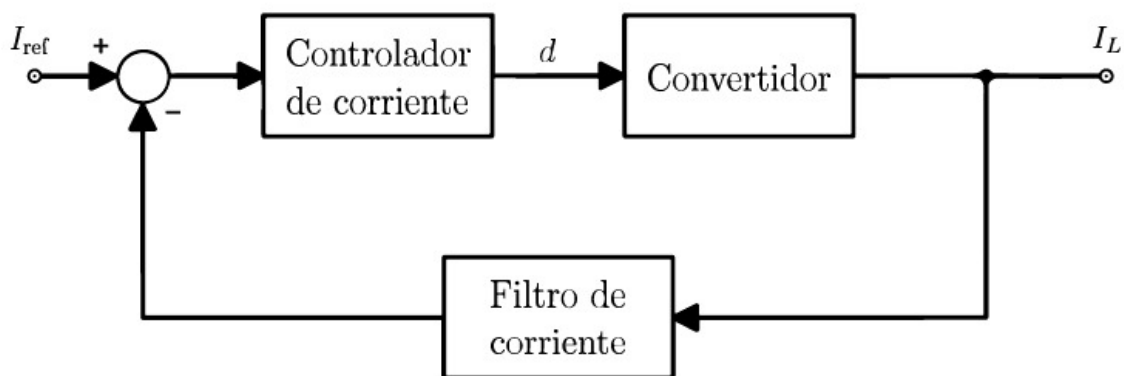 I_ref
+
Controlador
de corriente
d
Convertidor
I_L
−
Filtro de
corriente